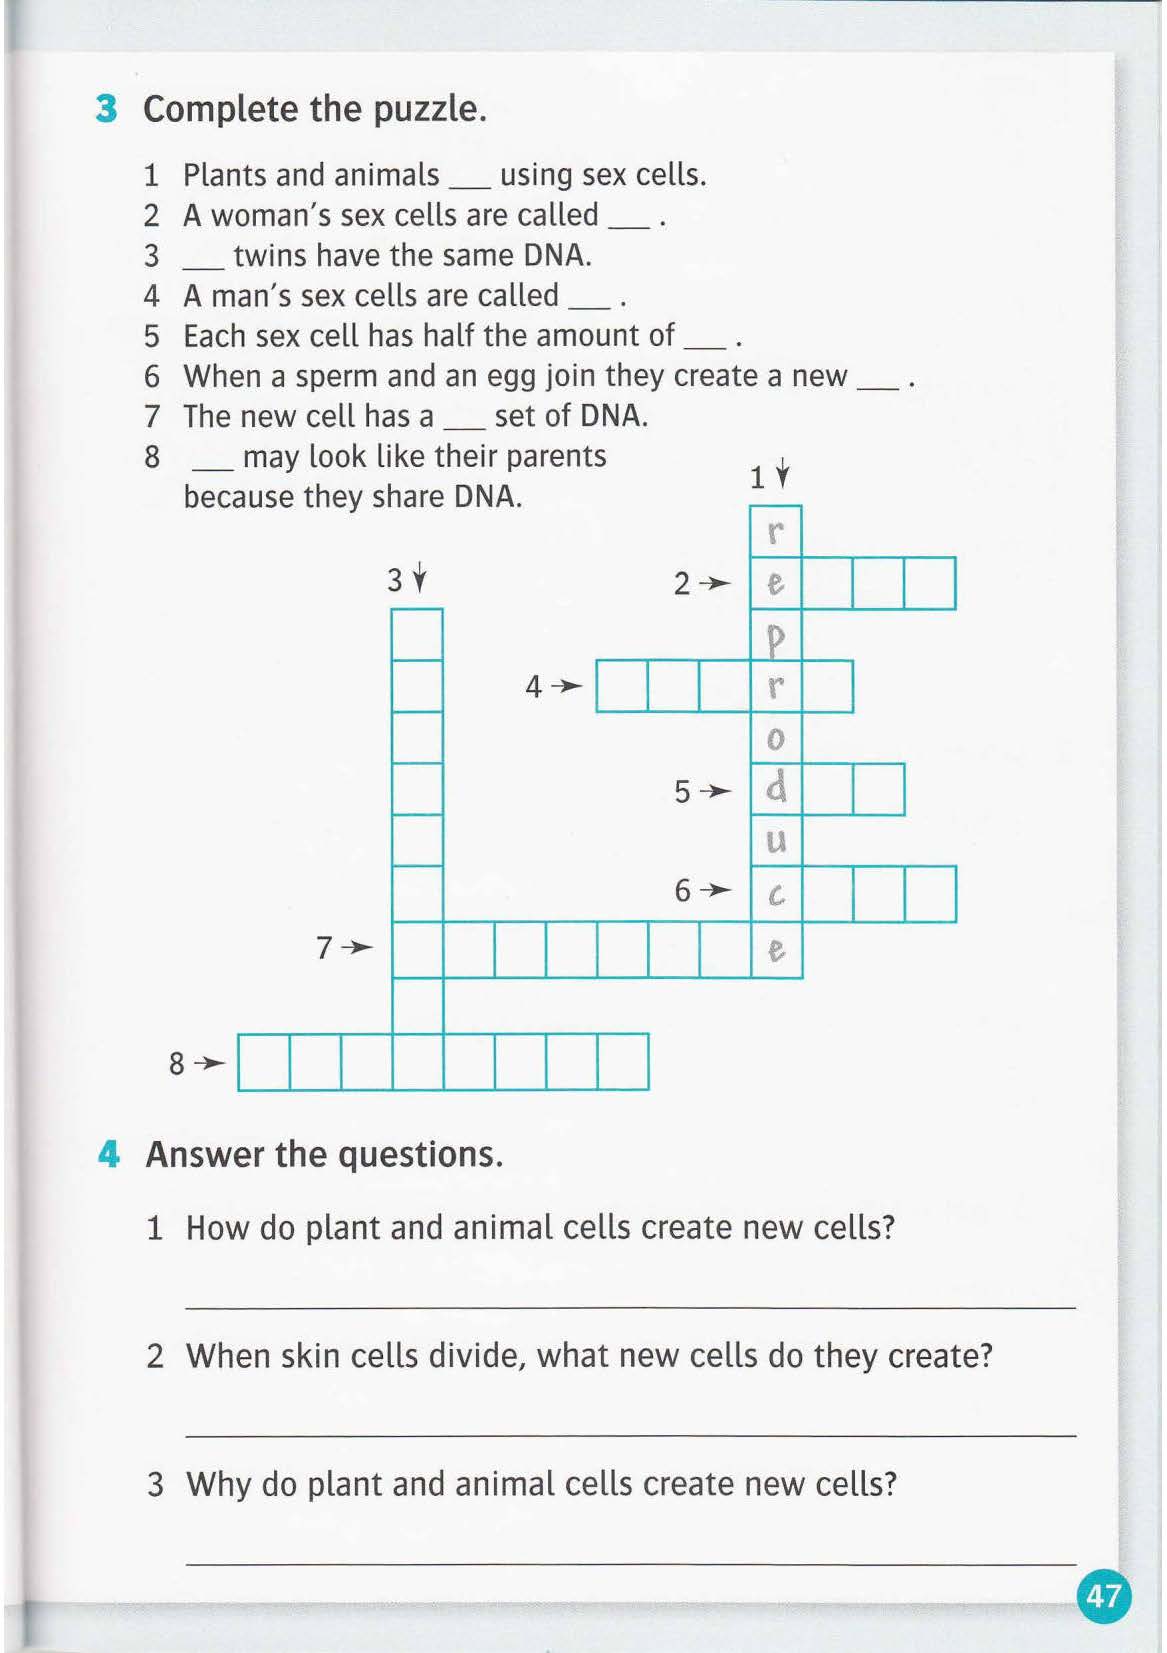 3 Complete the puzzle.
1 Plants and animals ___ using sex cells.
2 A woman's sex cells are called ___ .
3 ___ twins have the same DNA.
4 A man's sex cells are called ___ .
5 Each sex cell has half the amount of ___ .
6 When a sperm and an egg join they create a new ___ .
7 The new cell has a ___ set of DNA.
8 ___ may look like their parents
because they share DNA.
1
r
3
2 e
p
4 r
o
5 d
u
6 c
7 e
8
4 Answer the questions.
1 How do plant and animal cells create new cells?
2 When skin cells divide, what new cells do they create?
3 Why do plant and animal cells create new cells?
47